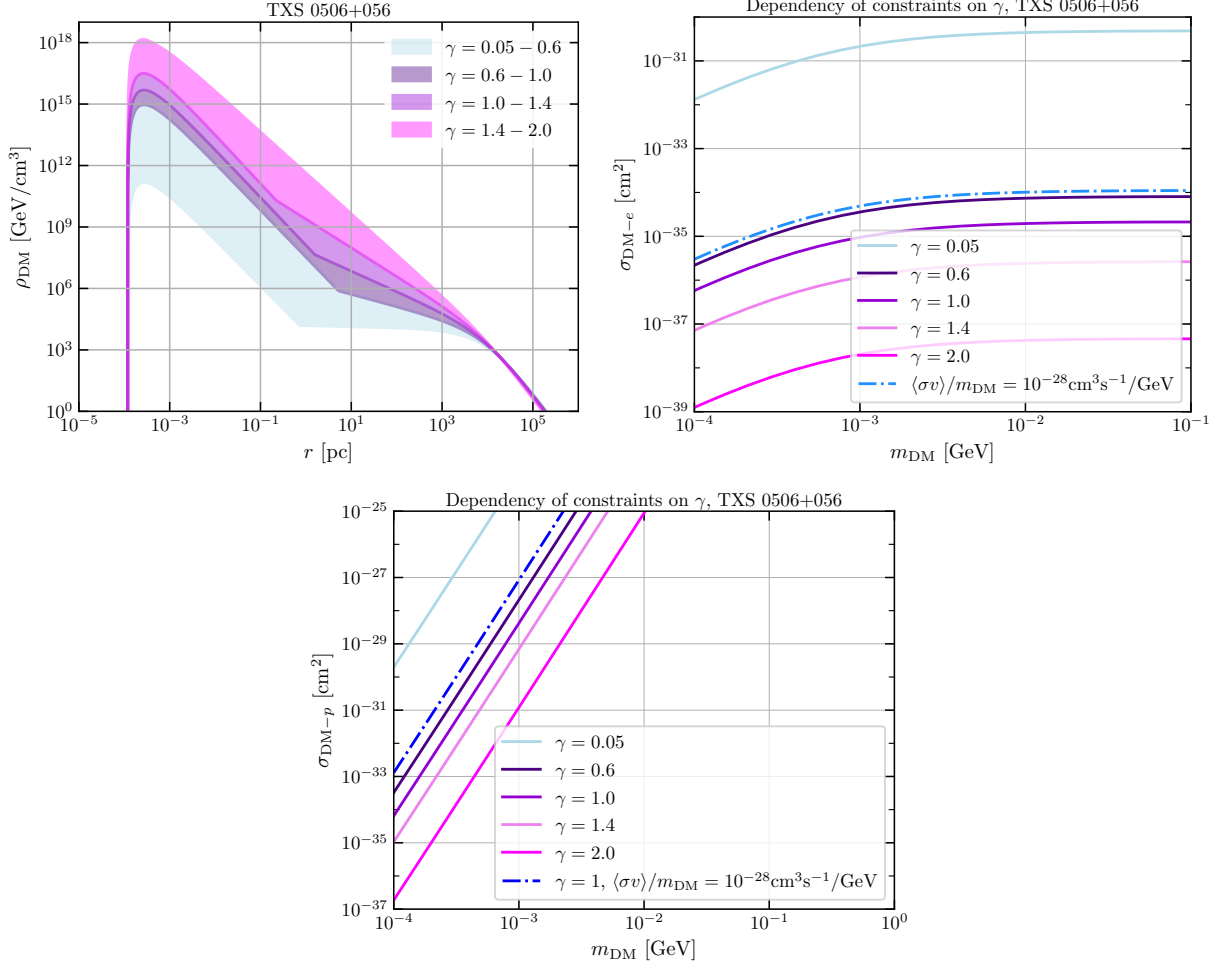 TXS 0506+056
10^18
10^15
10^12
10^9
10^6
10^3
10^0
ρ_DM [GeV/cm^3]
γ = 0.05 − 0.6
γ = 0.6 − 1.0
γ = 1.0 − 1.4
γ = 1.4 − 2.0
10^−5
10^−3
10^−1
10^1
10^3
10^5
r [pc]
Dependency of constraints on γ, TXS 0506+056
10^−31
10^−33
10^−35
10^−37
10^−39
σ_DM−e [cm^2]
γ = 0.05
γ = 0.6
γ = 1.0
γ = 1.4
γ = 2.0
⟨σv⟩/m_DM = 10^−28cm^3s^−1/GeV
10^−4
10^−3
10^−2
10^−1
m_DM [GeV]
Dependency of constraints on γ, TXS 0506+056
10^−25
10^−27
10^−29
10^−31
10^−33
10^−35
10^−37
σ_DM−p [cm^2]
γ = 0.05
γ = 0.6
γ = 1.0
γ = 1.4
γ = 2.0
γ = 1, ⟨σv⟩/m_DM = 10^−28cm^3s^−1/GeV
10^−4
10^−3
10^−2
10^−1
10^0
m_DM [GeV]